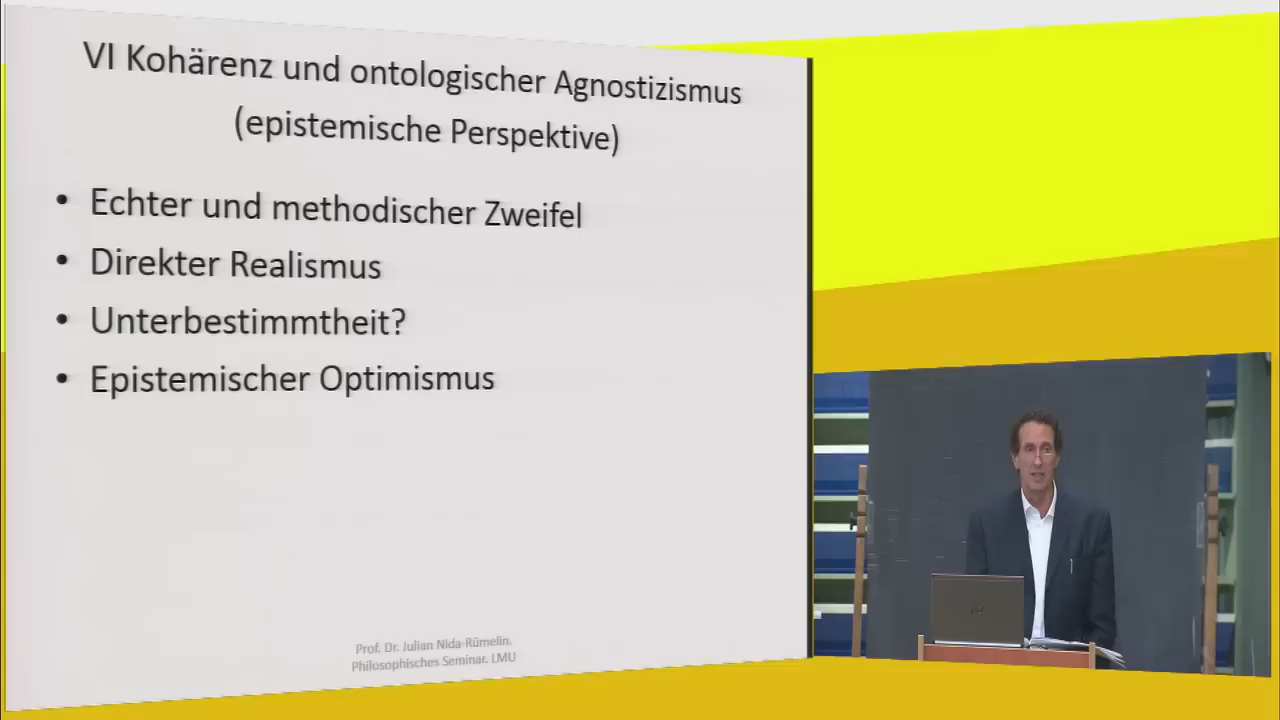 VI Kohärenz und ontologischer Agnostizismus
(epistemische Perspektive)
• Echter und methodischer Zweifel
• Direkter Realismus
• Unterbestimmtheit?
• Epistemischer Optimismus
Prof. Dr. Julian Nida-Rümelin.
Philosophisches Seminar. LMU